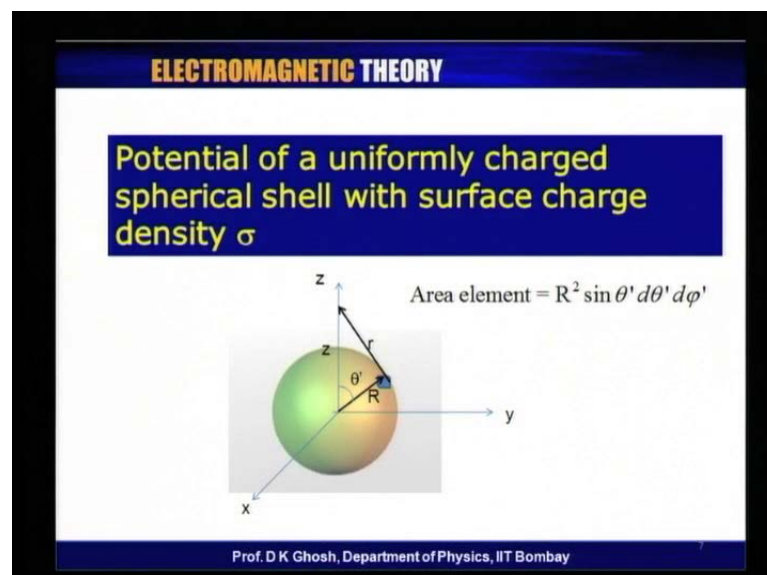 ELECTROMAGNETIC THEORY
Potential of a uniformly charged
spherical shell with surface charge
density σ
z
Area element = R² sin θ' dθ' dφ'
z
r
θ'
R
y
x
Prof. D K Ghosh, Department of Physics, IIT Bombay
7